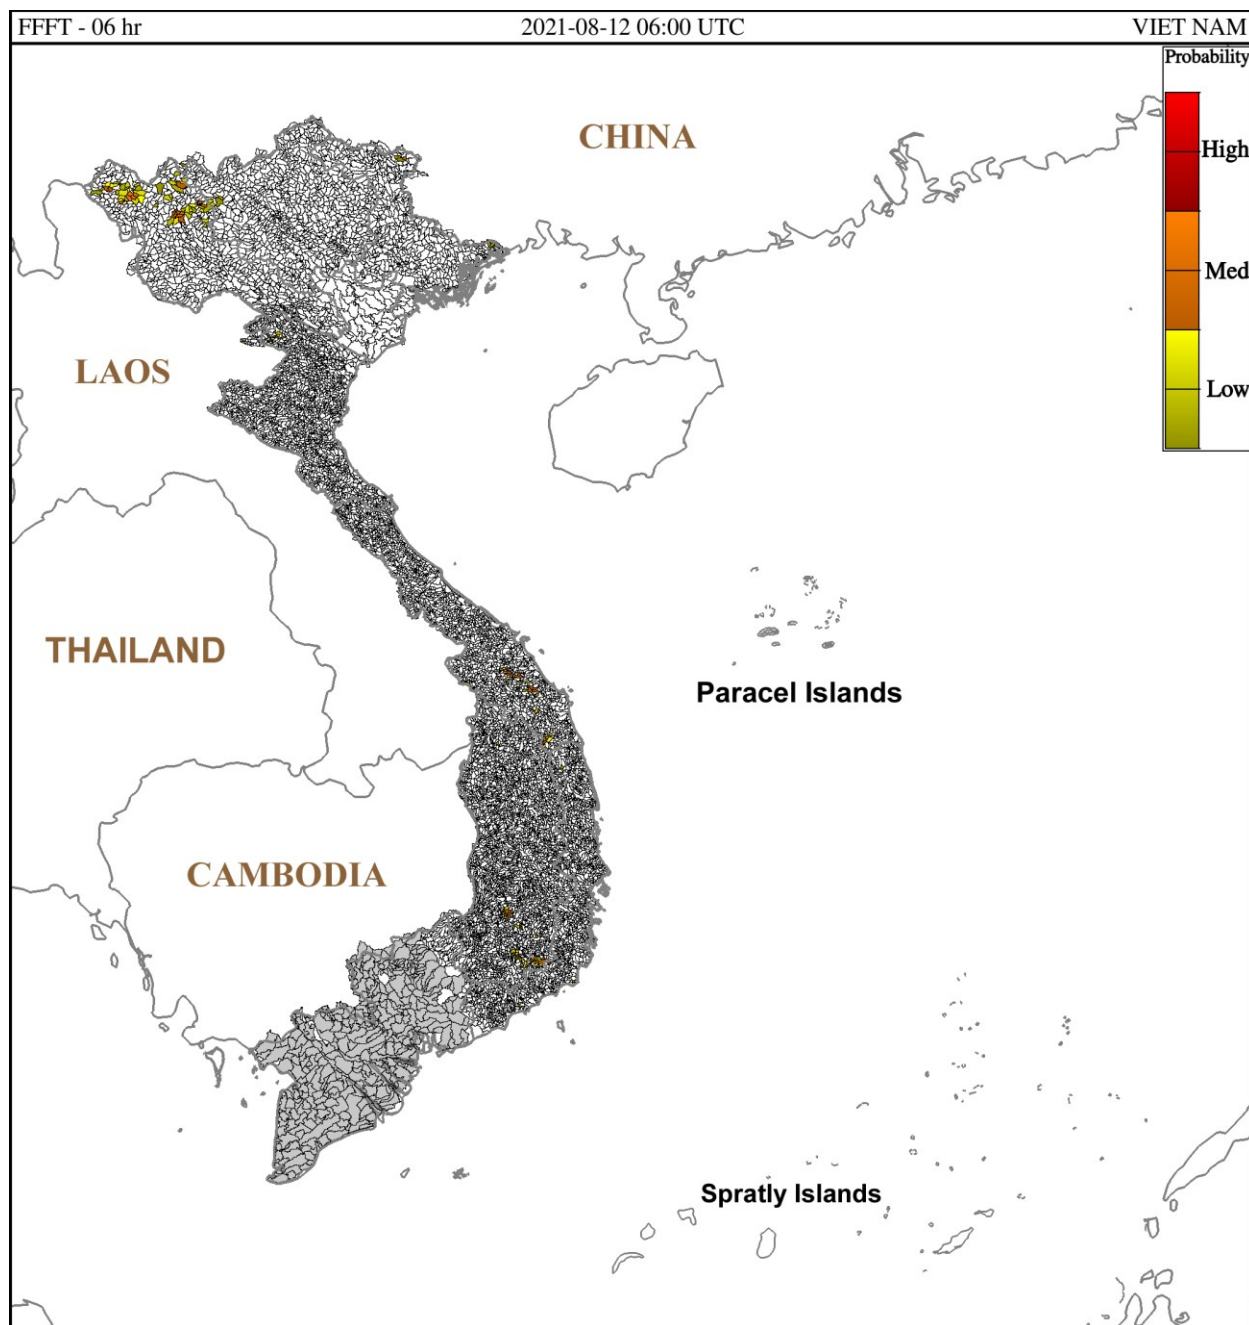 FFFT - 06 hr 2021-08-12 06:00 UTC VIET NAM
Probability
CHINA
High
Med
LAOS
Low
THAILAND
Paracel Islands
CAMBODIA
Spratly Islands